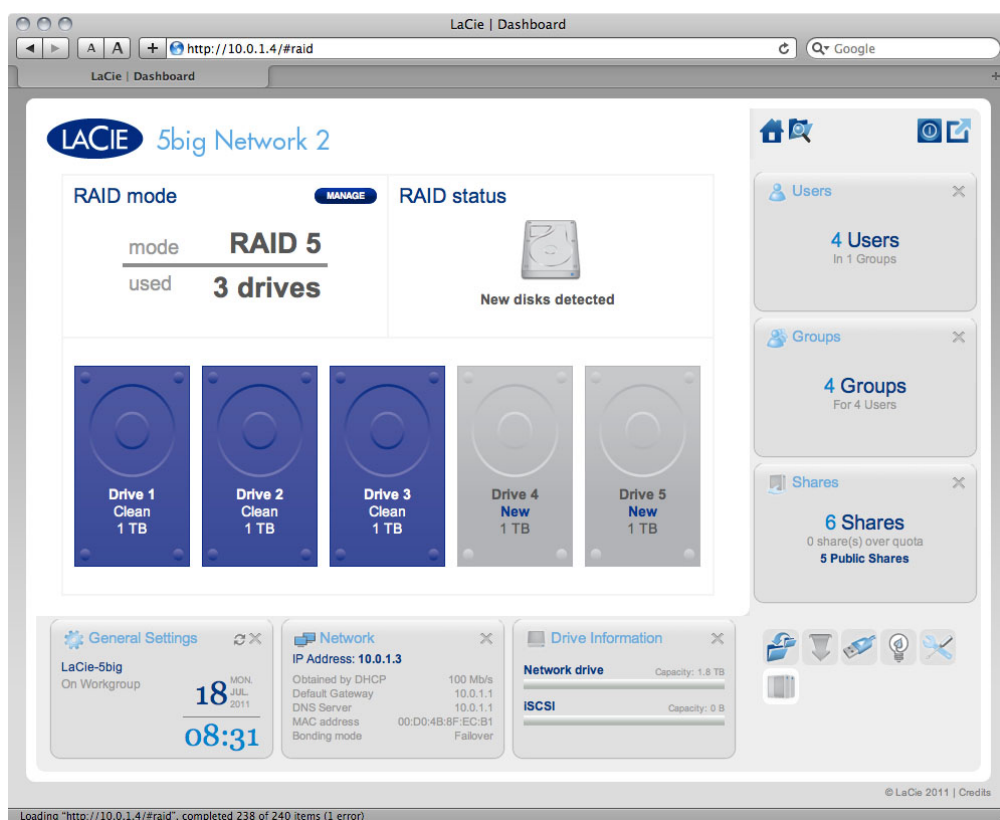 LaCie | Dashboard
A A + http://10.0.1.4/#raid Google
LaCie | Dashboard +
LACIE 5big Network 2
RAID mode MANAGE
mode RAID 5
used 3 drives
RAID status
New disks detected
Drive 1
Clean
1 TB
Drive 2
Clean
1 TB
Drive 3
Clean
1 TB
Drive 4
New
1 TB
Drive 5
New
1 TB
Users
4 Users
In 1 Groups
Groups
4 Groups
For 4 Users
Shares
6 Shares
0 share(s) over quota
5 Public Shares
General Settings
LaCie-5big
On Workgroup
18 MON. JUL. 2011
08:31
Network
IP Address: 10.0.1.3
Obtained by DHCP 100 Mb/s
Default Gateway 10.0.1.1
DNS Server 10.0.1.1
MAC address 00:D0:4B:8F:EC:B1
Bonding mode Failover
Drive Information
Network drive Capacity: 1.8 TB
iSCSI Capacity: 0 B
© LaCie 2011 | Credits
Loading "http://10.0.1.4/#raid", completed 238 of 240 items (1 error)